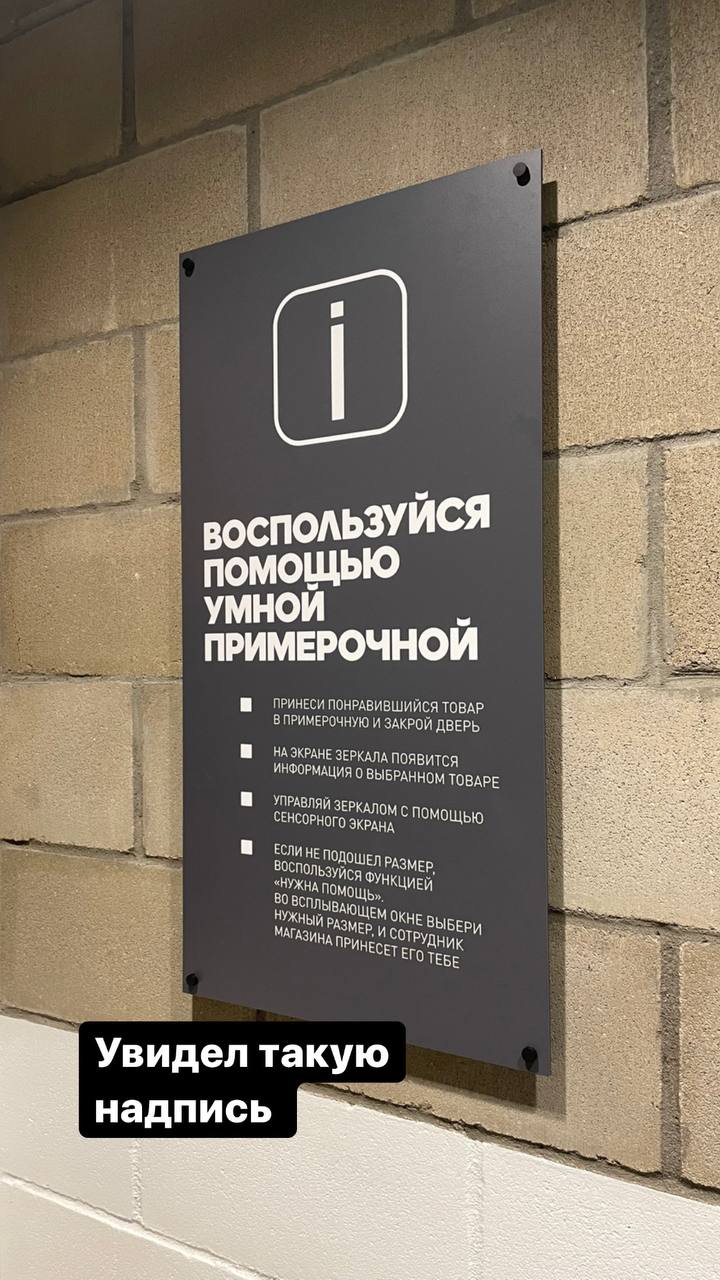 i
ВОСПОЛЬЗУЙСЯ
ПОМОЩЬЮ
УМНОЙ
ПРИМЕРОЧНОЙ
ПРИНЕСИ ПОНРАВИВШИЙСЯ ТОВАР
В ПРИМЕРОЧНУЮ И ЗАКРОЙ ДВЕРЬ
НА ЭКРАНЕ ЗЕРКАЛА ПОЯВИТСЯ
ИНФОРМАЦИЯ О ВЫБРАННОМ ТОВАРЕ
УПРАВЛЯЙ ЗЕРКАЛОМ С ПОМОЩЬЮ
СЕНСОРНОГО ЭКРАНА
ЕСЛИ НЕ ПОДОШЕЛ РАЗМЕР,
ВОСПОЛЬЗУЙСЯ ФУНКЦИЕЙ
«НУЖНА ПОМОЩЬ».
ВО ВСПЛЫВАЮЩЕМ ОКНЕ ВЫБЕРИ
НУЖНЫЙ РАЗМЕР, И СОТРУДНИК
МАГАЗИНА ПРИНЕСЕТ ЕГО ТЕБЕ
Увидел такую
надпись